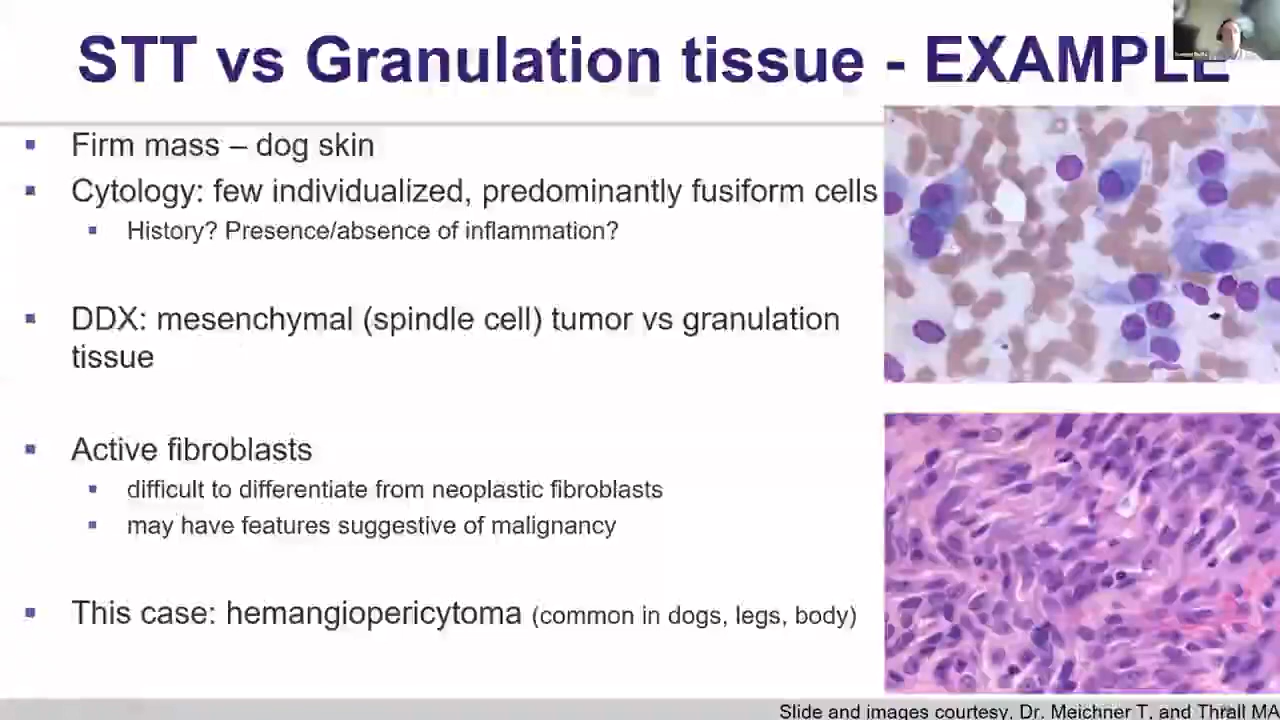 STT vs Granulation tissue - EXAMPLE
Firm mass – dog skin
Cytology: few individualized, predominantly fusiform cells
History? Presence/absence of inflammation?
DDX: mesenchymal (spindle cell) tumor vs granulation
tissue
Active fibroblasts
difficult to differentiate from neoplastic fibroblasts
may have features suggestive of malignancy
This case: hemangiopericytoma (common in dogs, legs, body)
Slide and images courtesy, Dr. Meichner T. and Thrall MA